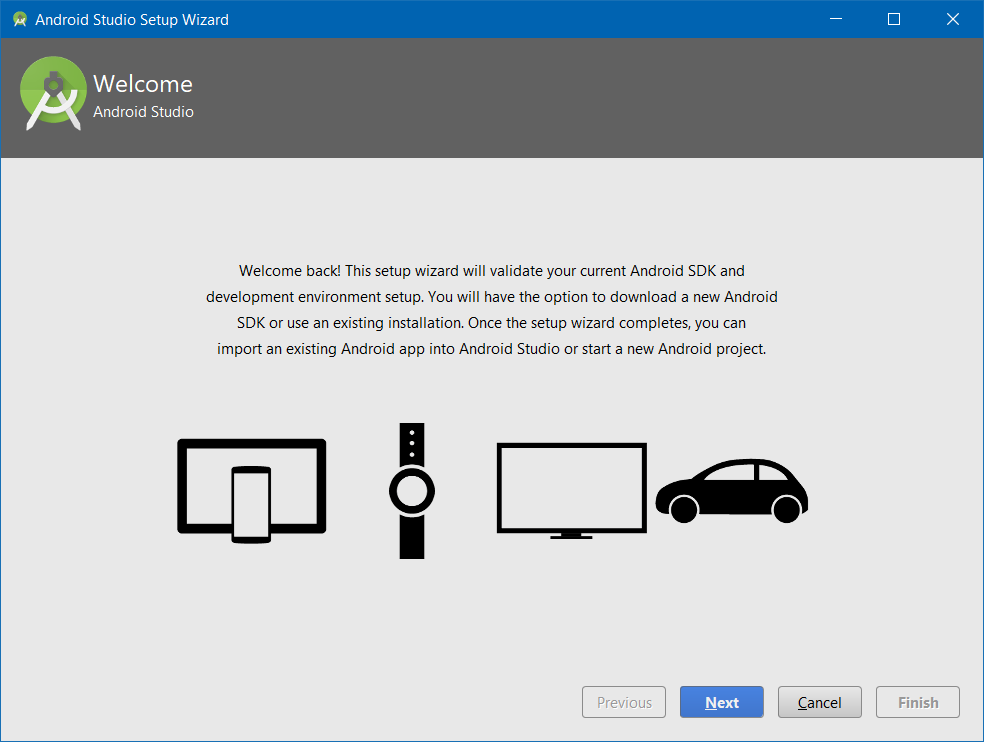 Android Studio Setup Wizard
Welcome
Android Studio
Welcome back! This setup wizard will validate your current Android SDK and
development environment setup. You will have the option to download a new Android
SDK or use an existing installation. Once the setup wizard completes, you can
import an existing Android app into Android Studio or start a new Android project.
Previous Next Cancel Finish